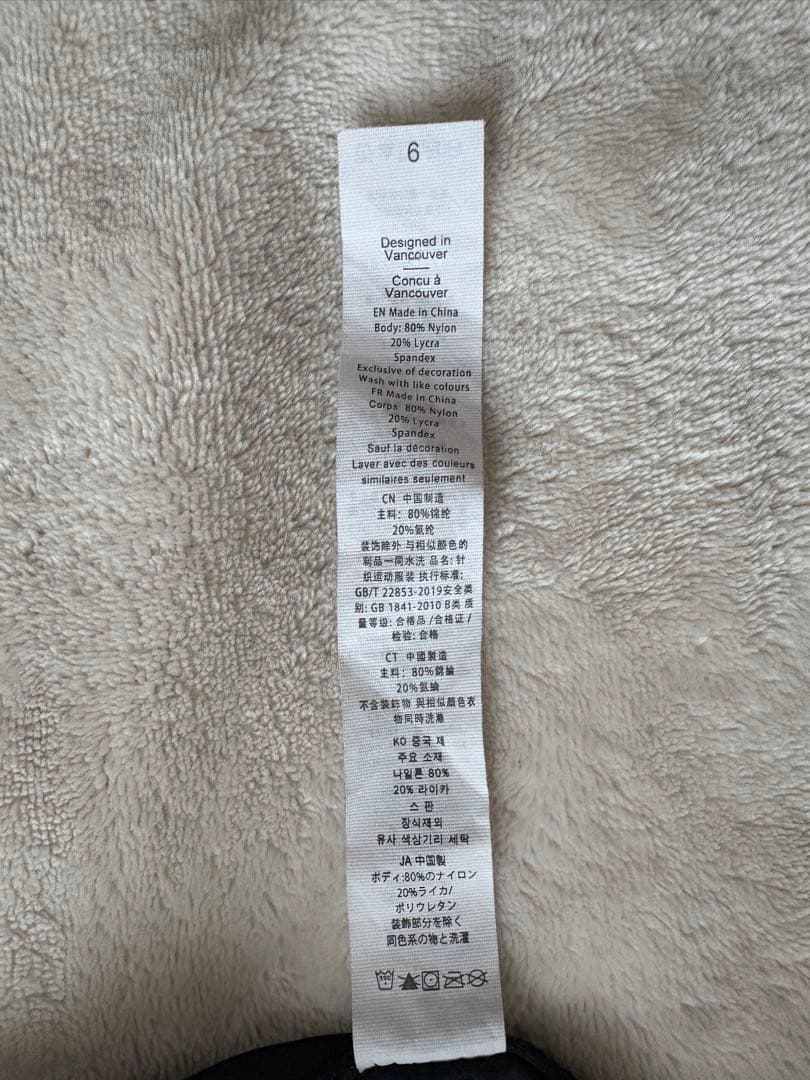 6
Designed in
Vancouver
Concu à
Vancouver
EN Made in China
Body: 80% Nylon
20% Lycra
Spandex
Exclusive of decoration
Wash with like colours
FR Made in China
Corps: 80% Nylon
20% Lycra
Spandex
Sauf la décoration
Laver avec des couleurs
similaires seulement
CN 中国制造
主料: 80%锦纶
20%氨纶
装饰除外 与相似颜色的
制品一同水洗 品名: 针
织运动服装 执行标准:
GB/T 22853-2019安全类
别: GB 1841-2010 B类 质
量等级: 合格品 /合格证 /
检验: 合格
CT 中國製造
主料: 80%錦綸
20%氨綸
不含裝飾物 與相似顏色衣
物同時洗滌
KO 중국 제
주요 소재
나일론 80%
20% 라이카
스 판
장식제외
유사 색상기리 세탁
JA 中国製
ボディ:80%のナイロン
20%ライカ/
ポリウレタン
装飾部分を除く
同色系の物と洗濯
30C